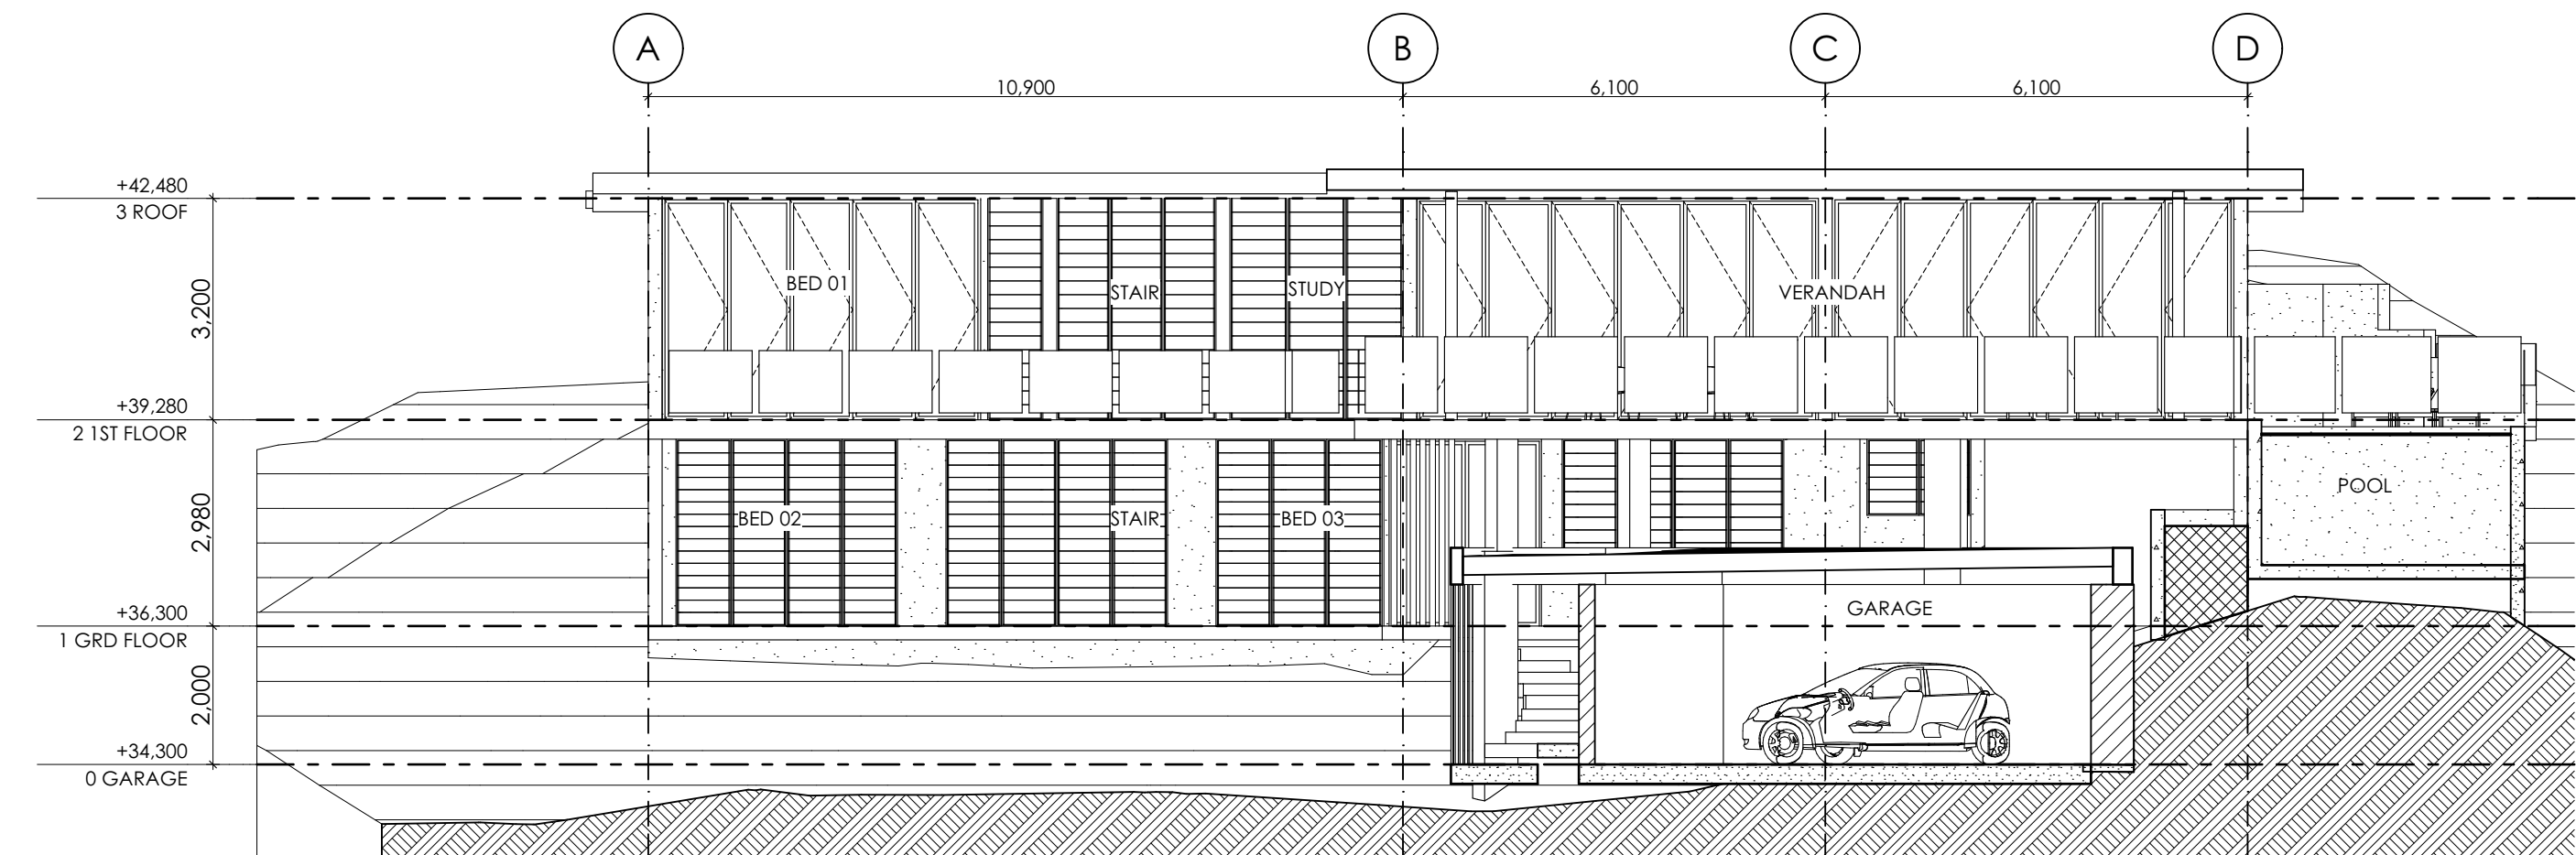 A
B
C
D
10,900
6,100
6,100
+42,480
3 ROOF
3,200
BED 01
STAIR
STUDY
VERANDAH
+39,280
2 1ST FLOOR
2,980
BED 02
STAIR
BED 03
POOL
+36,300
1 GRD FLOOR
GARAGE
2,000
+34,300
0 GARAGE